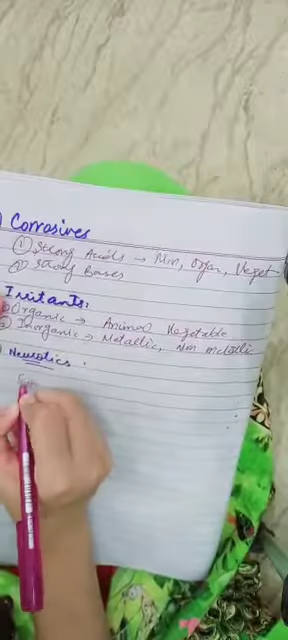 ) Corrosives
① Strong Acids → Min, Organ, Veget
② Strong Bases
Irritants:
① Organic → Animal Vegetable
② Inorganic → Metallic, Non metallic
) Neurotics .